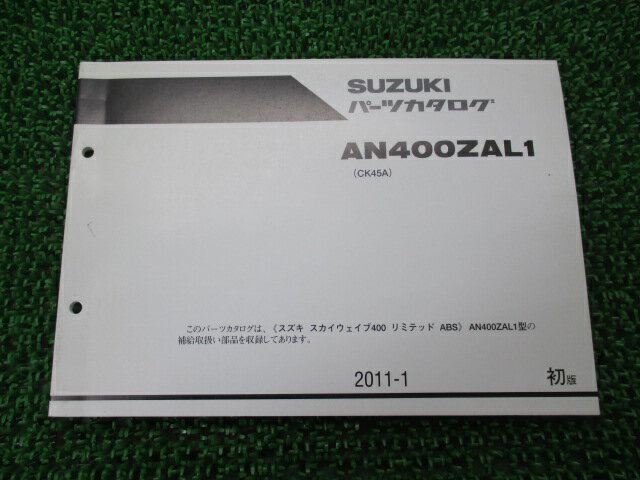 SUZUKI
パーツカタログ
AN400ZAL1
(CK45A)
このパーツカタログは、《スズキ スカイウェイブ400 リミテッド ABS》 AN400ZAL1型の
補給取扱い部品を収録してあります。
2011-1
初版